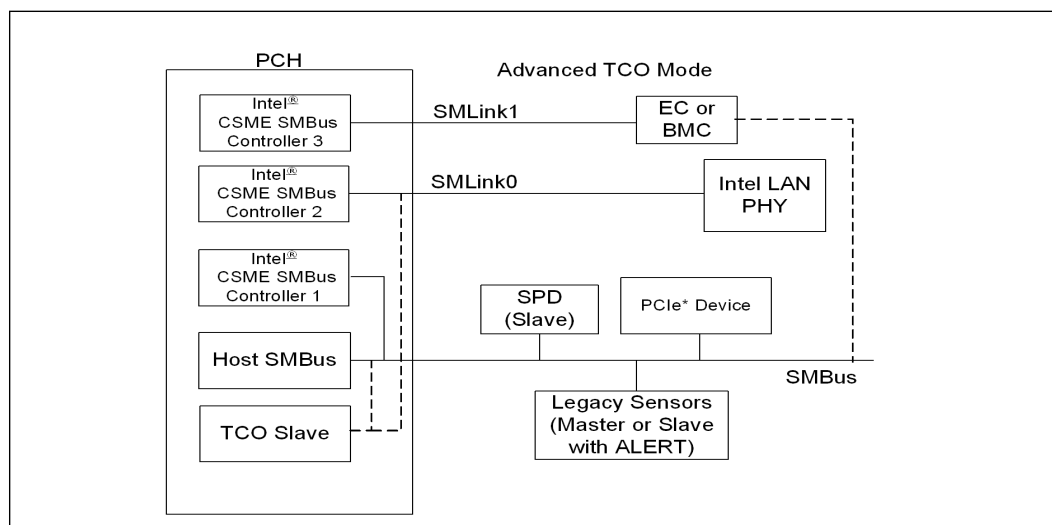 PCH
Advanced TCO Mode
Intel®
CSME SMBus
Controller 3
SMLink1
EC or
BMC
Intel®
CSME SMBus
Controller 2
SMLink0
Intel LAN
PHY
Intel®
CSME SMBus
Controller 1
SPD
(Slave)
PCIe* Device
Host SMBus
SMBus
TCO Slave
Legacy Sensors
(Master or Slave
with ALERT)